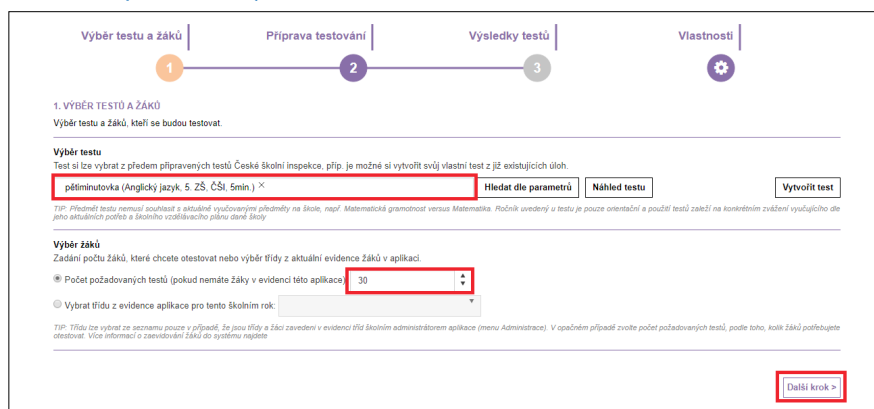 Výběr testu a žáků
Příprava testování
Výsledky testů
Vlastnosti
1
2
3
1. VÝBĚR TESTŮ A ŽÁKŮ
Výběr testu a žáků, kteří se budou testovat.
Výběr testu
Test si lze vybrat z předem připravených testů České školní inspekce, příp. je možné si vytvořit svůj vlastní test z již existujících úloh.
pětiminutovka (Anglický jazyk, 5. ZŠ, ČŠI, 5min.) ×
Hledat dle parametrů
Náhled testu
Vytvořit test
TIP: Předmět testu nemusí souhlasit s aktuálně vyučovanými předměty na škole, např. Matematická gramotnost versus Matematika. Ročník uvedený u testu je pouze orientační a použití testů záleží na konkrétním zvážení vyučujícího dle
jeho aktuálních potřeb a školního vzdělávacího plánu dané školy
Výběr žáků
Zadání počtu žáků, které chcete otestovat nebo výběr třídy z aktuální evidence žáků v aplikaci.
Počet požadovaných testů (pokud nemáte žáky v evidenci této aplikace)
30
Vybrat třídu z evidence aplikace pro tento školním rok:
TIP: Třídu lze vybrat ze seznamu pouze v případě, že jsou třídy a žáci zavedeni v evidenci tříd školním administrátorem aplikace (menu Administrace). V opačném případě zvolte počet požadovaných testů, podle toho, kolik žáků potřebujete
otestovat. Více informací o zaevidování žáků do systému najdete
Další krok >